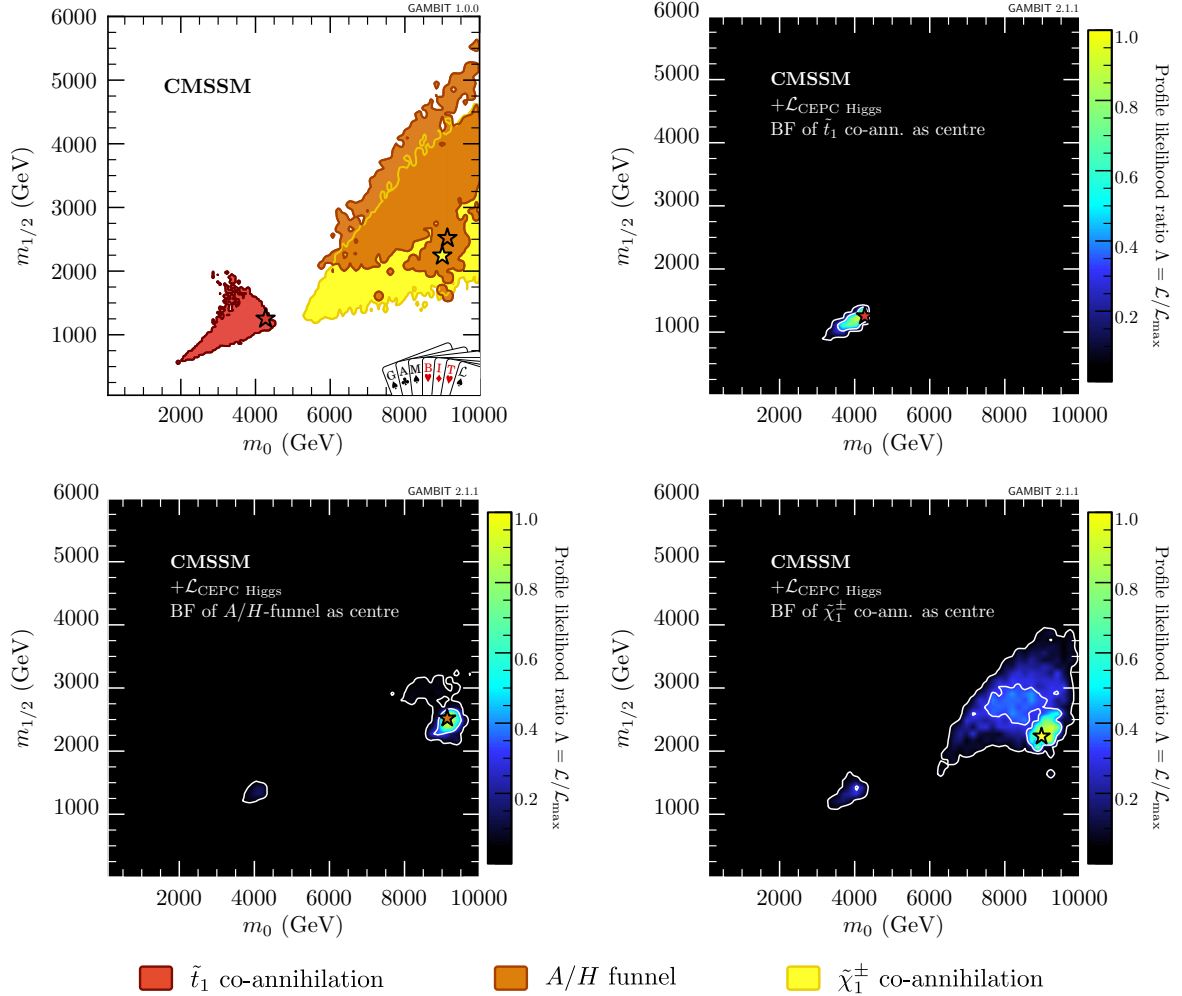 GAMBIT 1.0.0
CMSSM
6000
5000
4000
3000
2000
1000
m₁/₂ (GeV)
G A M B I T L
2000 4000 6000 8000 10000
m₀ (GeV)
GAMBIT 2.1.1
CMSSM
+ℒ_CEPC Higgs
BF of t̃₁ co-ann. as centre
6000
5000
4000
3000
2000
1000
m₁/₂ (GeV)
2000 4000 6000 8000 10000
m₀ (GeV)
1.0
0.8
0.6
0.4
0.2
Profile likelihood ratio Λ = ℒ/ℒ_max
GAMBIT 2.1.1
CMSSM
+ℒ_CEPC Higgs
BF of A/H-funnel as centre
6000
5000
4000
3000
2000
1000
m₁/₂ (GeV)
2000 4000 6000 8000 10000
m₀ (GeV)
1.0
0.8
0.6
0.4
0.2
Profile likelihood ratio Λ = ℒ/ℒ_max
GAMBIT 2.1.1
CMSSM
+ℒ_CEPC Higgs
BF of χ̃₁± co-ann. as centre
6000
5000
4000
3000
2000
1000
m₁/₂ (GeV)
2000 4000 6000 8000 10000
m₀ (GeV)
1.0
0.8
0.6
0.4
0.2
Profile likelihood ratio Λ = ℒ/ℒ_max
t̃₁ co-annihilation
A/H funnel
χ̃₁± co-annihilation